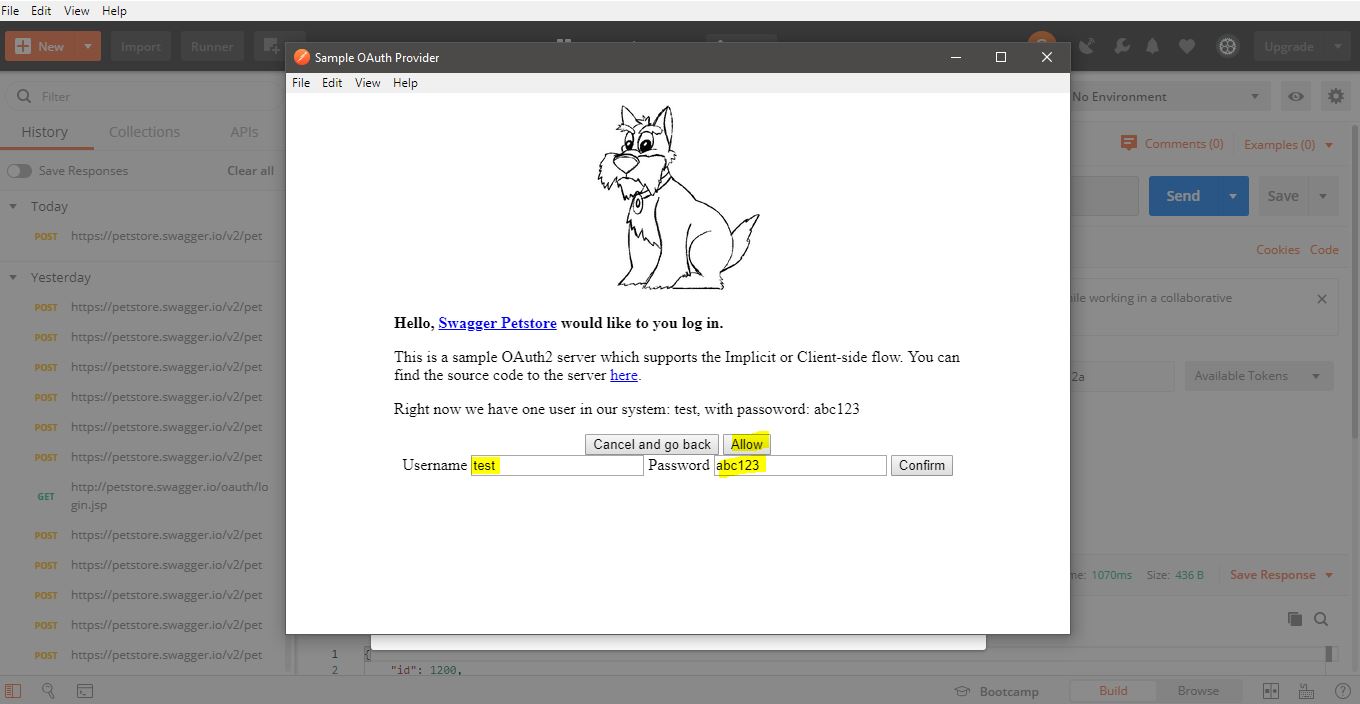 File Edit View Help
New Import Runner
Upgrade
Sample OAuth Provider
File Edit View Help
Filter
No Environment
History Collections APIs
Comments (0) Examples (0)
Save Responses Clear all
Send Save
Today
POST https://petstore.swagger.io/v2/pet
Cookies Code
Yesterday
POST https://petstore.swagger.io/v2/pet
while working in a collaborative
POST https://petstore.swagger.io/v2/pet
POST https://petstore.swagger.io/v2/pet
2a Available Tokens
POST https://petstore.swagger.io/v2/pet
POST https://petstore.swagger.io/v2/pet
POST https://petstore.swagger.io/v2/pet
GET http://petstore.swagger.io/oauth/lo
gin.jsp
POST https://petstore.swagger.io/v2/pet
POST https://petstore.swagger.io/v2/pet
POST https://petstore.swagger.io/v2/pet
POST https://petstore.swagger.io/v2/pet
POST https://petstore.swagger.io/v2/pet
Hello, Swagger Petstore would like to you log in.
This is a sample OAuth2 server which supports the Implicit or Client-side flow. You can
find the source code to the server here.
Right now we have one user in our system: test, with passoword: abc123
Cancel and go back Allow
Username test Password abc123 Confirm
me: 1070ms Size: 436 B Save Response
1 {
2 "id": 1200,
Bootcamp Build Browse